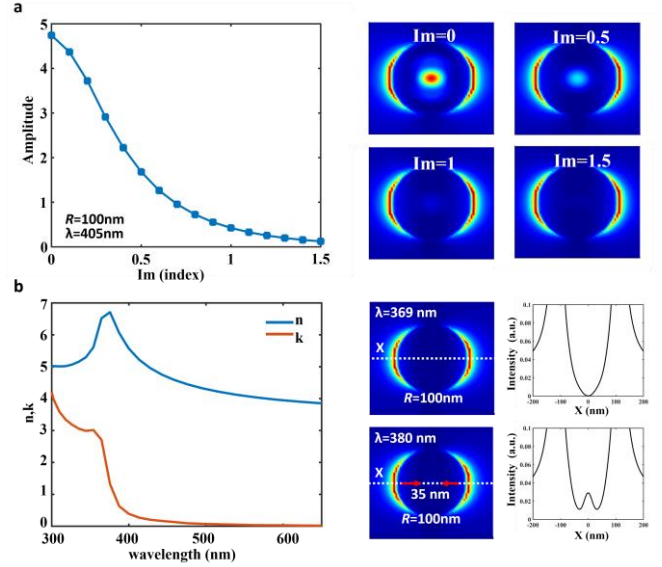 a
5
4
3
2
1
0
Amplitude
R=100nm
λ=405nm
0
0.5
1
1.5
Im (index)
Im=0
Im=0.5
Im=1
Im=1.5
b
7
6
5
4
3
2
1
0
n,k
n
k
300
400
500
600
wavelength (nm)
λ=369 nm
X
R=100nm
0.1
0.08
0.06
0.04
0.02
0
Intensity (a.u.)
-200
-100
0
100
200
X (nm)
λ=380 nm
X
35 nm
R=100nm
0.1
0.08
0.06
0.04
0.02
0
Intensity (a.u.)
-200
-100
0
100
200
X (nm)